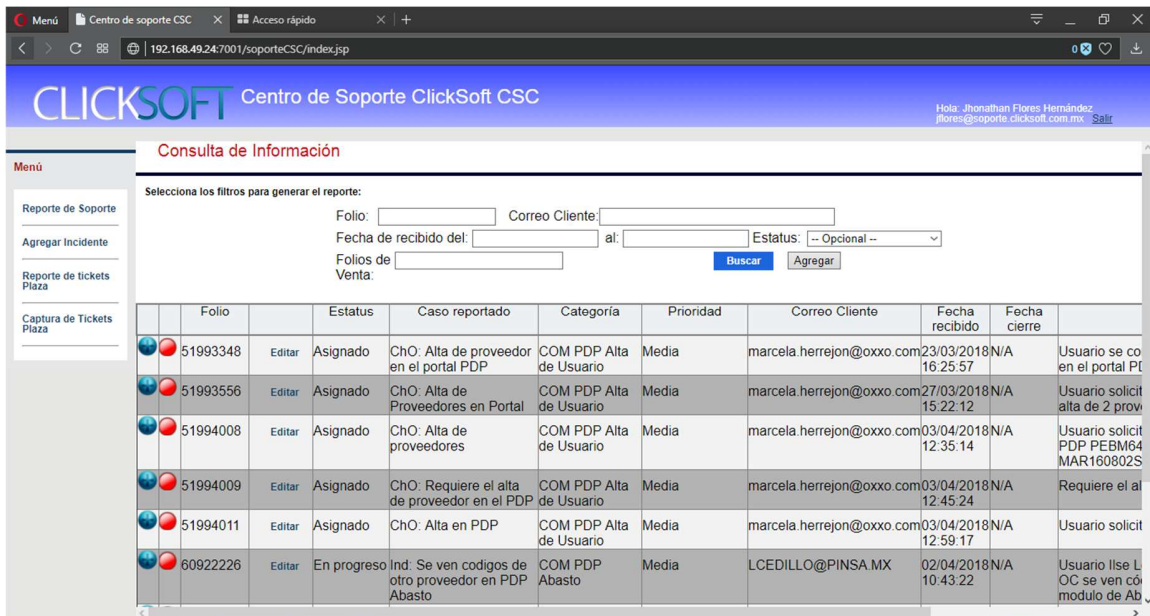 Menú
Centro de soporte CSC
Acceso rápido
192.168.49.24:7001/soporteCSC/index.jsp
0
CLICKSOFT Centro de Soporte ClickSoft CSC
Hola: Jhonathan Flores Hernández
jflores@soporte.clicksoft.com.mx Salir
Menú
Reporte de Soporte
Agregar Incidente
Reporte de tickets
Plaza
Captura de Tickets
Plaza
Consulta de Información
Selecciona los filtros para generar el reporte:
Folio: Correo Cliente:
Fecha de recibido del: al: Estatus: -- Opcional --
Folios de
Venta:
Buscar Agregar
Folio Estatus Caso reportado Categoría Prioridad Correo Cliente Fecha Fecha
recibido cierre
51993348 Editar Asignado ChO: Alta de proveedor COM PDP Alta Media marcela.herrejon@oxxo.com 23/03/2018 N/A Usuario se co
en el portal PDP de Usuario 16:25:57 en el portal PD
51993556 Editar Asignado ChO: Alta de COM PDP Alta Media marcela.herrejon@oxxo.com 27/03/2018 N/A Usuario solicit
Proveedores en Portal de Usuario 15:22:12 alta de 2 prov
51994008 Editar Asignado ChO: Alta de COM PDP Alta Media marcela.herrejon@oxxo.com 03/04/2018 N/A Usuario solicit
proveedores de Usuario 12:35:14 PDP PEBM64
MAR160802S
51994009 Editar Asignado ChO: Requiere el alta COM PDP Alta Media marcela.herrejon@oxxo.com 03/04/2018 N/A Requiere el al
de proveedor en el PDP de Usuario 12:45:24
51994011 Editar Asignado ChO: Alta en PDP COM PDP Alta Media marcela.herrejon@oxxo.com 03/04/2018 N/A Usuario solicit
de Usuario 12:59:17
60922226 Editar En progreso Ind: Se ven codigos de COM PDP Media LCEDILLO@PINSA.MX 02/04/2018 N/A Usuario Ilse L
otro proveedor en PDP Abasto 10:43:22 OC se ven có
Abasto modulo de Ab